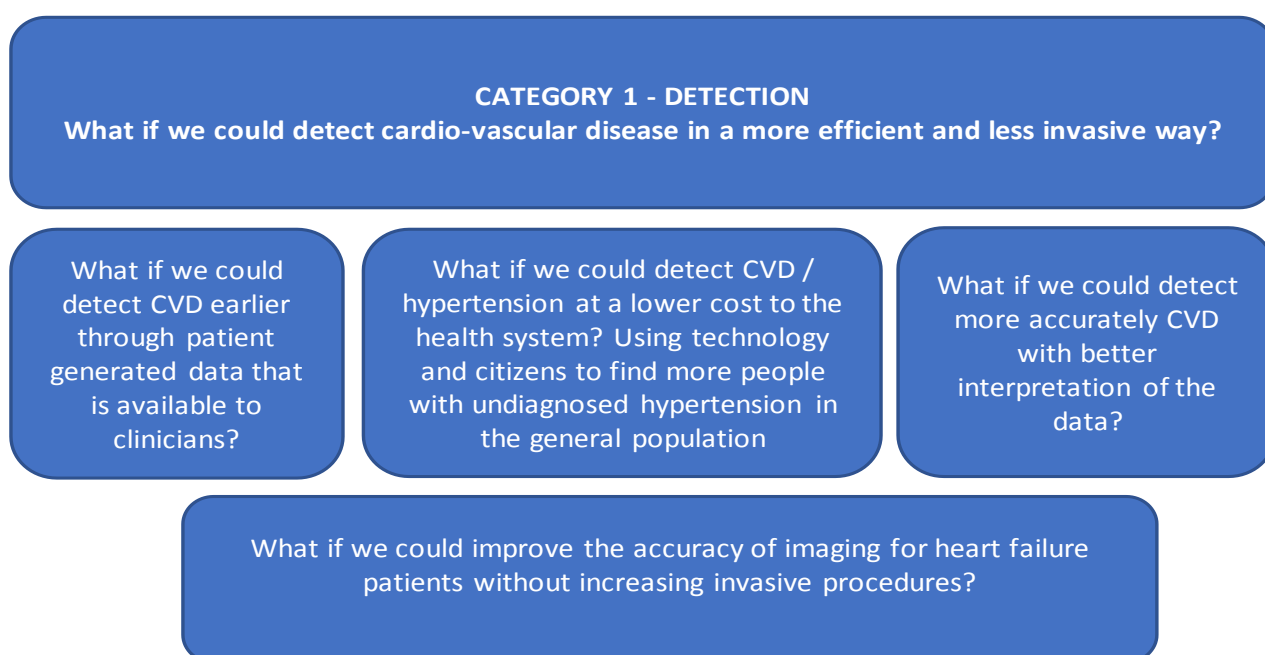 CATEGORY 1 - DETECTION
What if we could detect cardio-vascular disease in a more efficient and less invasive way?
What if we could
detect CVD earlier
through patient
generated data that
is available to
clinicians?
What if we could detect CVD /
hypertension at a lower cost to the
health system? Using technology
and citizens to find more people
with undiagnosed hypertension in
the general population
What if we could detect
more accurately CVD
with better
interpretation of the
data?
What if we could improve the accuracy of imaging for heart failure
patients without increasing invasive procedures?